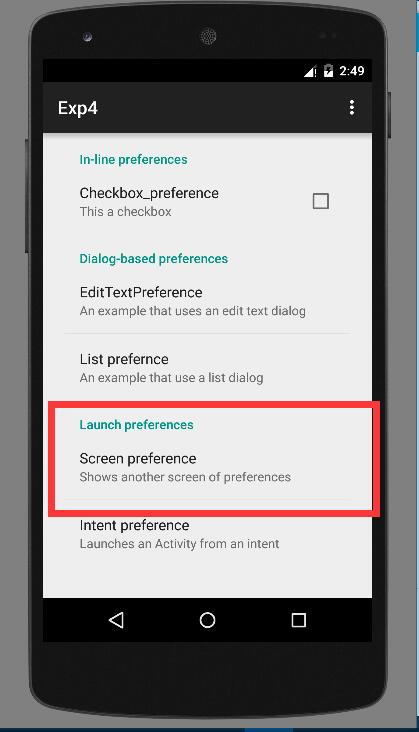 2:49
Exp4
In-line preferences
Checkbox_preference
This a checkbox
Dialog-based preferences
EditTextPreference
An example that uses an edit text dialog
List prefernce
An example that use a list dialog
Launch preferences
Screen preference
Shows another screen of preferences
Intent preference
Launches an Activity from an intent